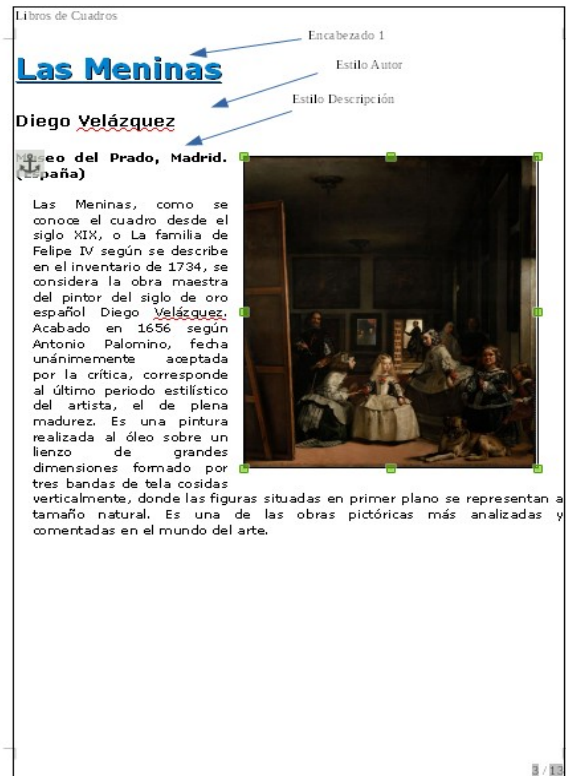 Libros de Cuadros
Encabezado 1
Las Meninas
Estilo Autor
Estilo Descripción
Diego Velázquez
Museo del Prado, Madrid.
(España)
Las Meninas, como se
conoce el cuadro desde el
siglo XIX, o La familia de
Felipe IV según se describe
en el inventario de 1734, se
considera la obra maestra
del pintor del siglo de oro
español Diego Velázquez.
Acabado en 1656 según
Antonio Palomino, fecha
unánimemente aceptada
por la crítica, corresponde
al último periodo estilístico
del artista, el de plena
madurez. Es una pintura
realizada al óleo sobre un
lienzo de grandes
dimensiones formado por
tres bandas de tela cosidas
verticalmente, donde las figuras situadas en primer plano se representan a
tamaño natural. Es una de las obras pictóricas más analizadas y
comentadas en el mundo del arte.
3 / 13